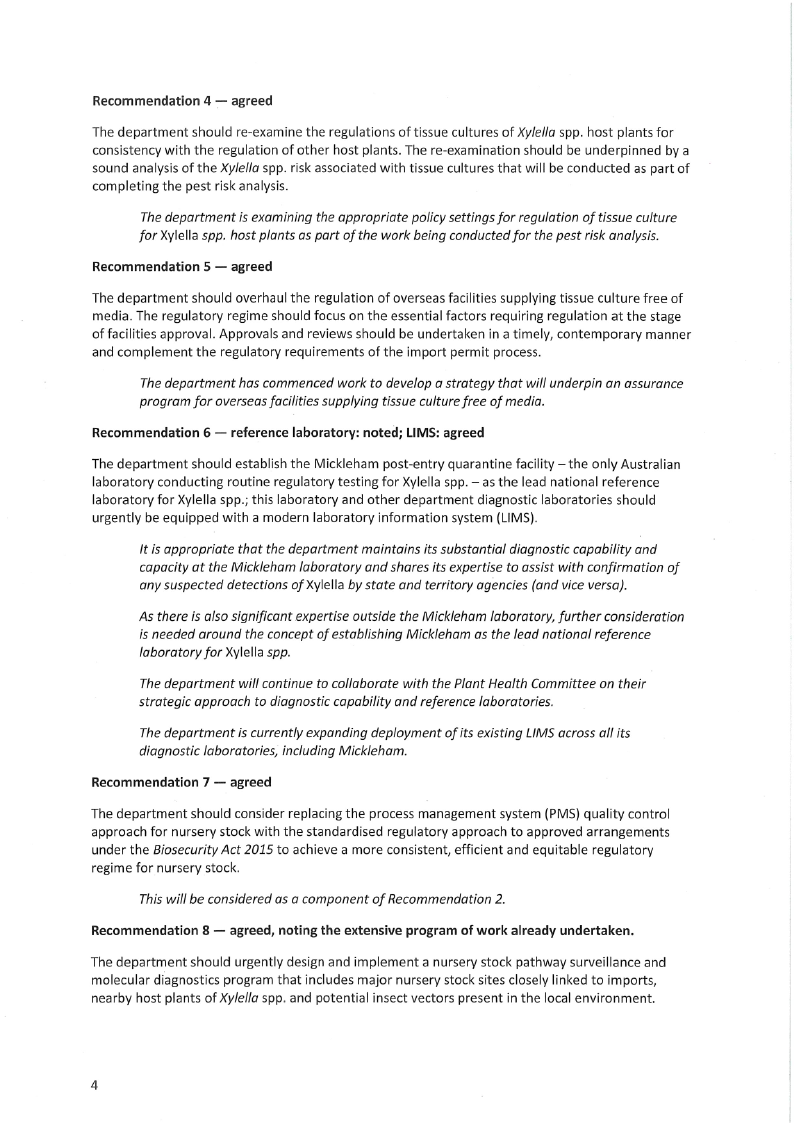 Recommendation 4 — agreed
The department should re-examine the regulations of tissue cultures of Xylella spp. host plants for
consistency with the regulation of other host plants. The re-examination should be underpinned by a
sound analysis of the Xylella spp. risk associated with tissue cultures that will be conducted as part of
completing the pest risk analysis.
The department is examining the appropriate policy settings for regulation of tissue culture
for Xylella spp. host plants as part of the work being conducted for the pest risk analysis.
Recommendation 5 — agreed
The department should overhaul the regulation of overseas facilities supplying tissue culture free of
media. The regulatory regime should focus on the essential factors requiring regulation at the stage
of facilities approval. Approvals and reviews should be undertaken in a timely, contemporary manner
and complement the regulatory requirements of the import permit process.
The department has commenced work to develop a strategy that will underpin an assurance
program for overseas facilities supplying tissue culture free of media.
Recommendation 6 — reference laboratory: noted; LIMS: agreed
The department should establish the Mickleham post-entry quarantine facility – the only Australian
laboratory conducting routine regulatory testing for Xylella spp. – as the lead national reference
laboratory for Xylella spp.; this laboratory and other department diagnostic laboratories should
urgently be equipped with a modern laboratory information system (LIMS).
It is appropriate that the department maintains its substantial diagnostic capability and
capacity at the Mickleham laboratory and shares its expertise to assist with confirmation of
any suspected detections of Xylella by state and territory agencies (and vice versa).
As there is also significant expertise outside the Mickleham laboratory, further consideration
is needed around the concept of establishing Mickleham as the lead national reference
laboratory for Xylella spp.
The department will continue to collaborate with the Plant Health Committee on their
strategic approach to diagnostic capability and reference laboratories.
The department is currently expanding deployment of its existing LIMS across all its
diagnostic laboratories, including Mickleham.
Recommendation 7 — agreed
The department should consider replacing the process management system (PMS) quality control
approach for nursery stock with the standardised regulatory approach to approved arrangements
under the Biosecurity Act 2015 to achieve a more consistent, efficient and equitable regulatory
regime for nursery stock.
This will be considered as a component of Recommendation 2.
Recommendation 8 — agreed, noting the extensive program of work already undertaken.
The department should urgently design and implement a nursery stock pathway surveillance and
molecular diagnostics program that includes major nursery stock sites closely linked to imports,
nearby host plants of Xylella spp. and potential insect vectors present in the local environment.
4